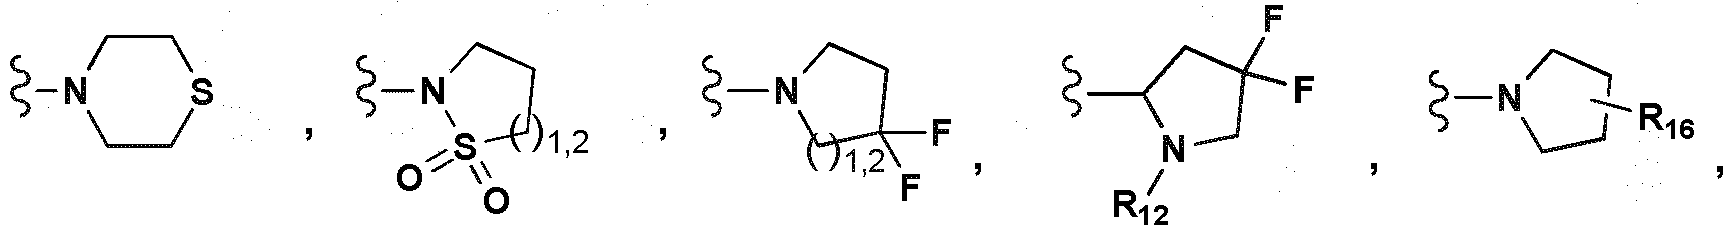 N S ,
N S O O ( ) 1,2 ,
N ( ) 1,2 F F ,
F F N R12 ,
N R16 ,